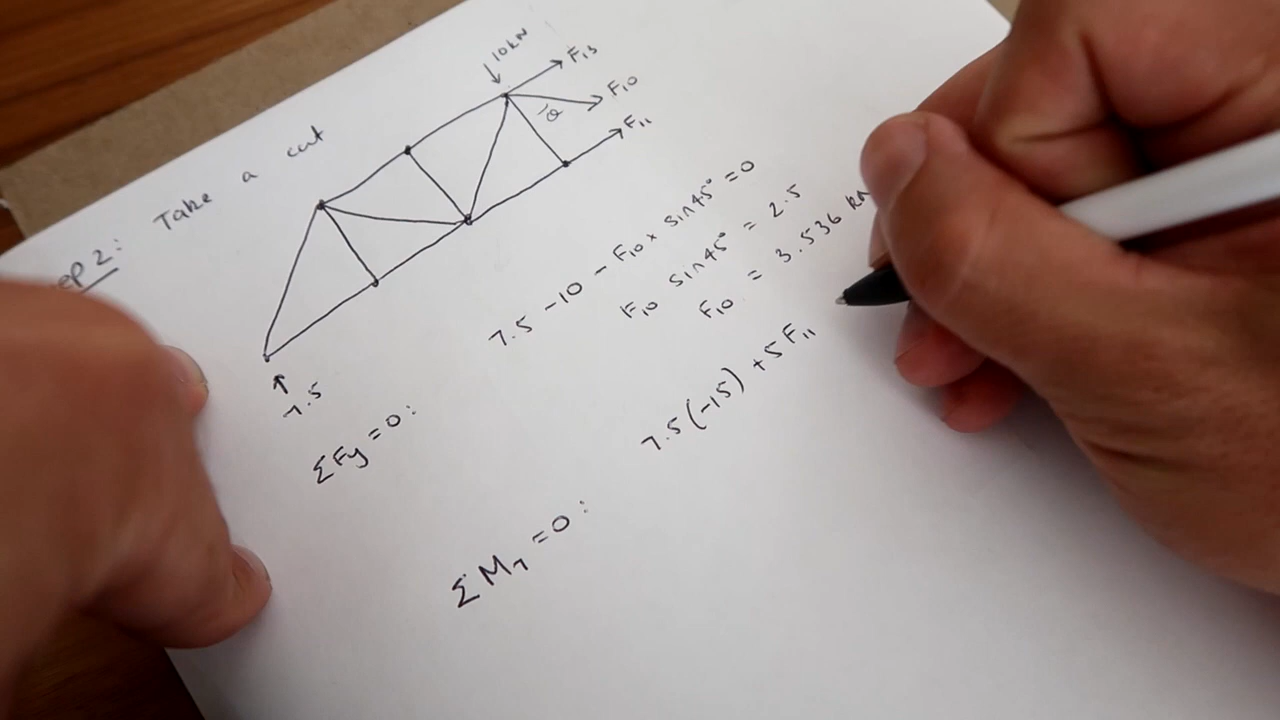 ep 2: Take a cut
10kN
F13
F10
θ
F11
7.5
ΣFy = 0:
7.5 - 10 - F10 × sin45° = 0
F10 sin45° = 2.5
F10 = 3.536 kN
ΣM7 = 0:
7.5(-15) + 5F11